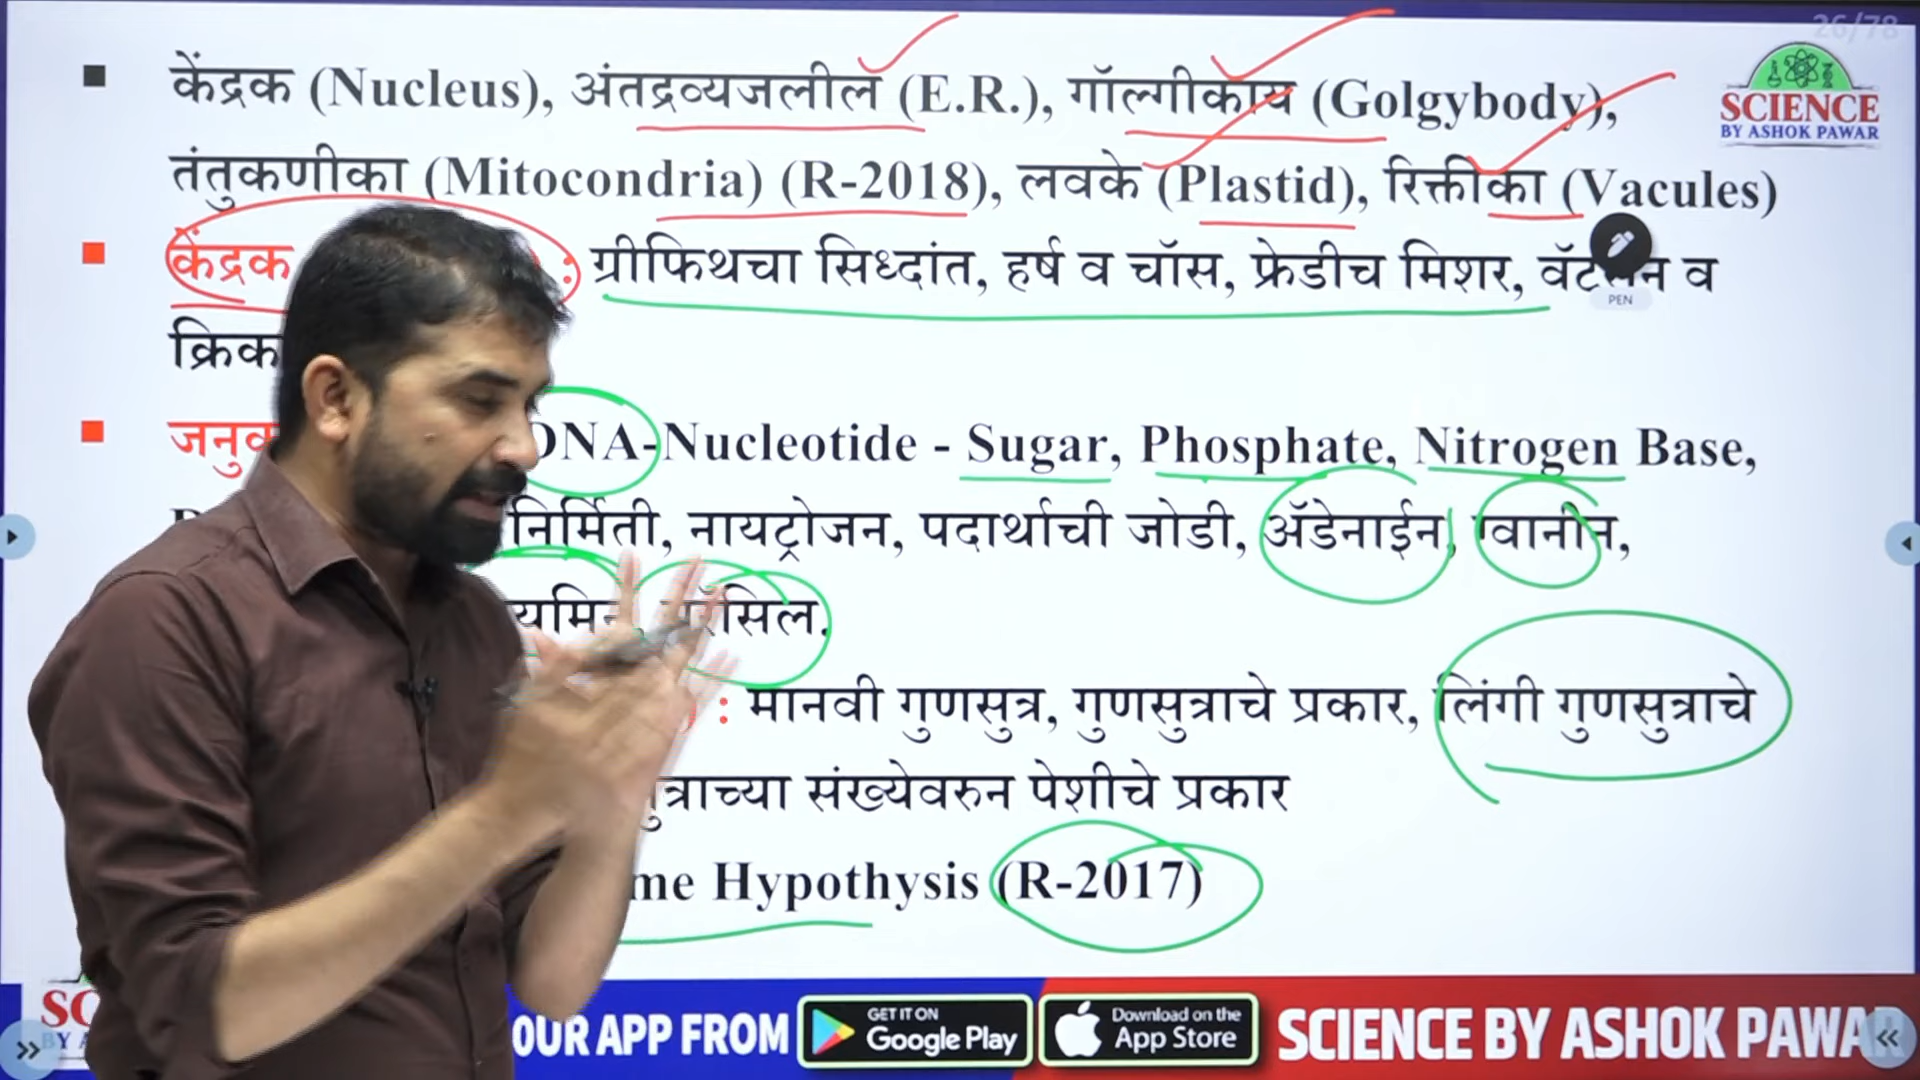 26/78
SCIENCE
BY ASHOK PAWAR
केंद्रक (Nucleus), अंतद्रव्यजलील (E.R.), गॉल्गीकाय (Golgybody),
तंतुकणीका (Mitocondria) (R-2018), लवके (Plastid), रिक्तीका (Vacules)
केंद्रक : ग्रीफिथचा सिध्दांत, हर्ष व चॉस, फ्रेडीच मिशर, व
PEN
DNA-Nucleotide - Sugar, Phosphate, Nitrogen Base,
निर्मिती, नायट्रोजन, पदार्थाची जोडी, ॲडेनाईन, ग्वानीन,
: मानवी गुणसुत्र, गुणसुत्राचे प्रकार, लिंगी गुणसुत्राचे
संख्येवरुन पेशीचे प्रकार
Hypothysis (R-2017)
OUR APP FROM
GET IT ON
Google Play
Download on the
App Store
SCIENCE BY ASHOK PAWA